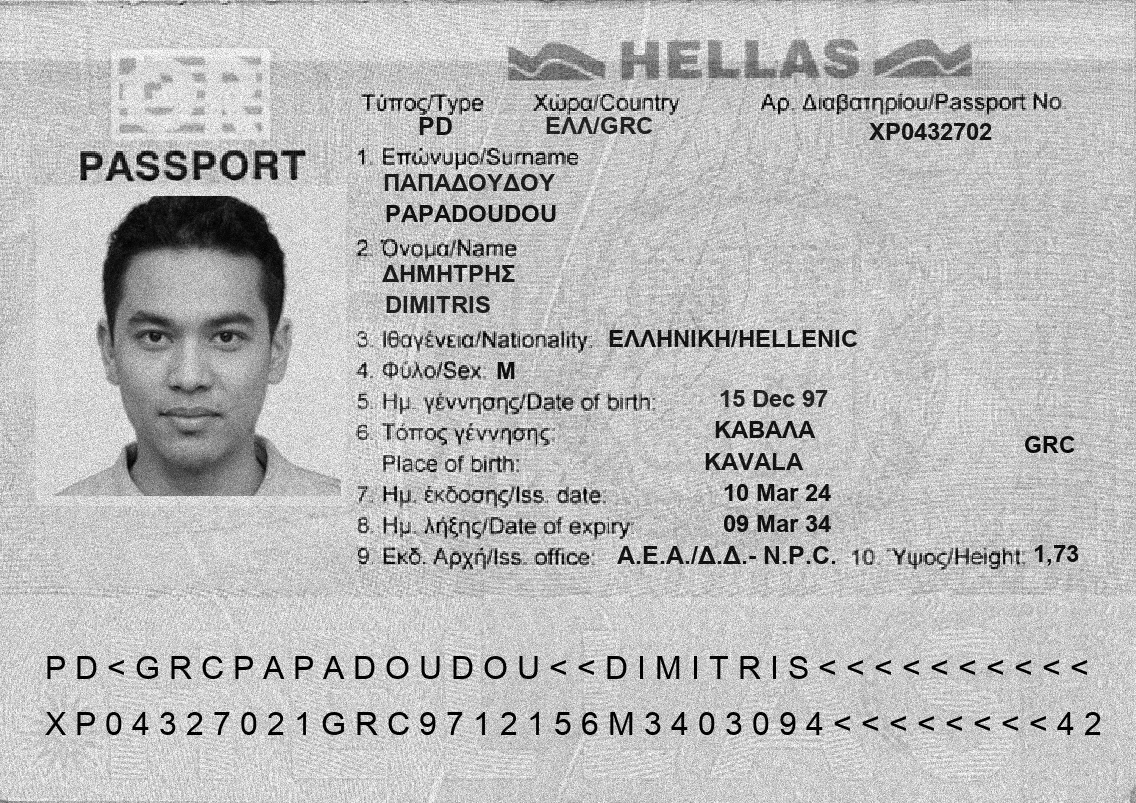 HELLAS
PASSPORT
Τύπος/Type Χώρα/Country Αρ. Διαβατηρίου/Passport No.
PD ΕΛΛ/GRC XP0432702
1. Επώνυμο/Surname
ΠΑΠΑΔΟΥΔΟΥ
PAPADOUDOU
2. Όνομα/Name
ΔΗΜΗΤΡΗΣ
DIMITRIS
3. Ιθαγένεια/Nationality: ΕΛΛΗΝΙΚΗ/HELLENIC
4. Φύλο/Sex: M
5. Ημ. γέννησης/Date of birth: 15 Dec 97
6. Τόπος γέννησης: ΚΑΒΑΛΑ
Place of birth: KAVALA GRC
7. Ημ. έκδοσης/Iss. date: 10 Mar 24
8. Ημ. λήξης/Date of expiry: 09 Mar 34
9 Εκδ. Αρχή/Iss. office: Α.Ε.Α./Δ.Δ.- N.P.C. 10. Ύψος/Height: 1,73
PD<GRCPAPADOUDOU<<DIMITRIS<<<<<<<<<<
XP04327021GRC9712156M3403094<<<<<<<<42